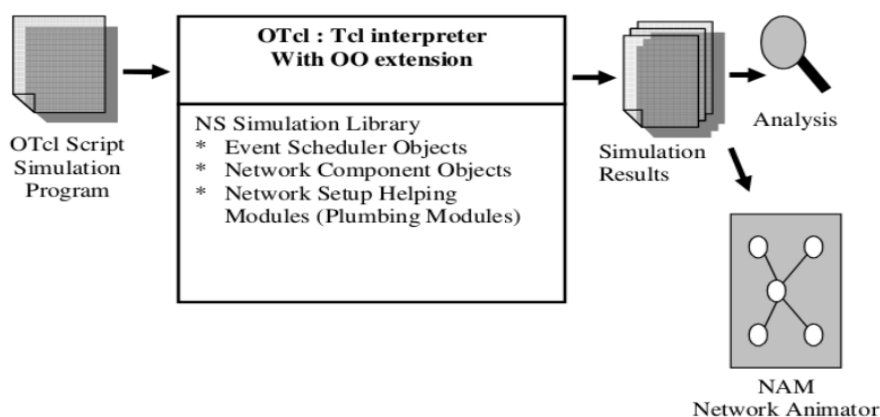 OTcl : Tcl interpreter
With OO extension
OTcl Script
Simulation
Program
NS Simulation Library
* Event Scheduler Objects
* Network Component Objects
* Network Setup Helping
Modules (Plumbing Modules)
Simulation
Results
Analysis
NAM
Network Animator